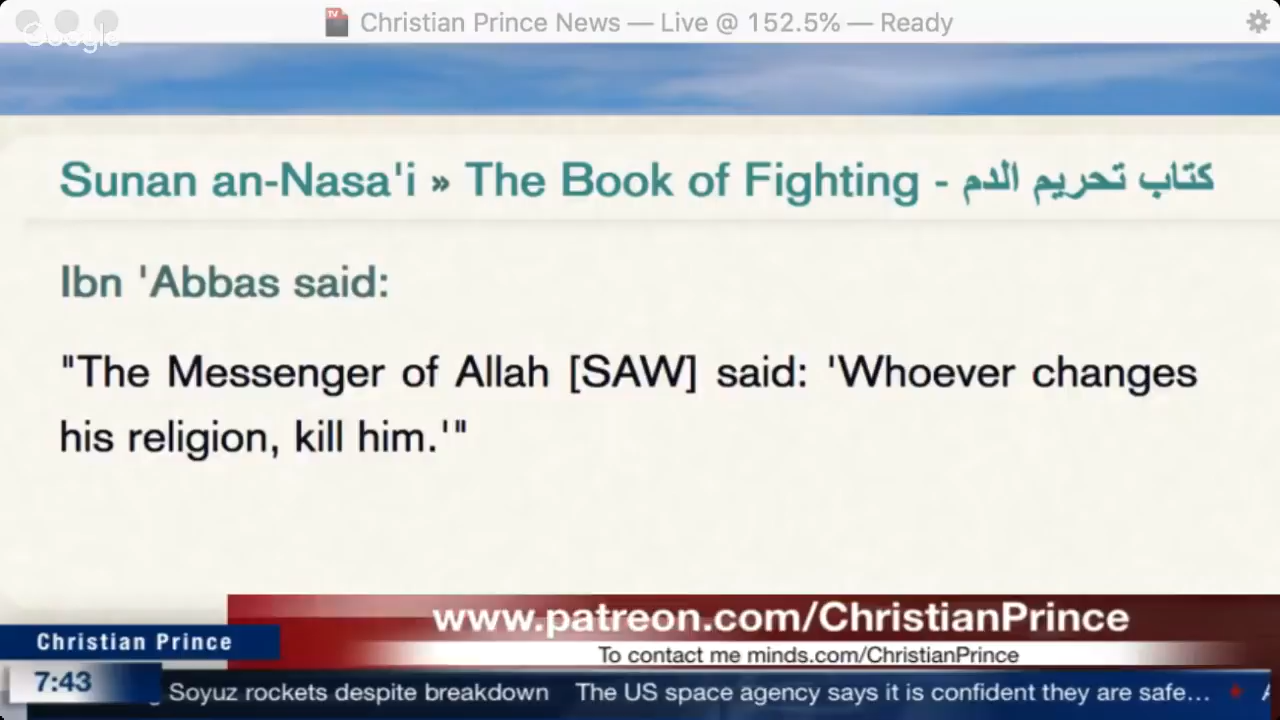 Christian Prince News — Live @ 152.5% — Ready
Google
TV
Sunan an-Nasa'i » The Book of Fighting - كتاب تحريم الدم
Ibn 'Abbas said:
"The Messenger of Allah [SAW] said: 'Whoever changes
his religion, kill him.'"
www.patreon.com/ChristianPrince
Christian Prince
To contact me minds.com/ChristianPrince
7:43
Soyuz rockets despite breakdown The US space agency says it is confident they are safe...